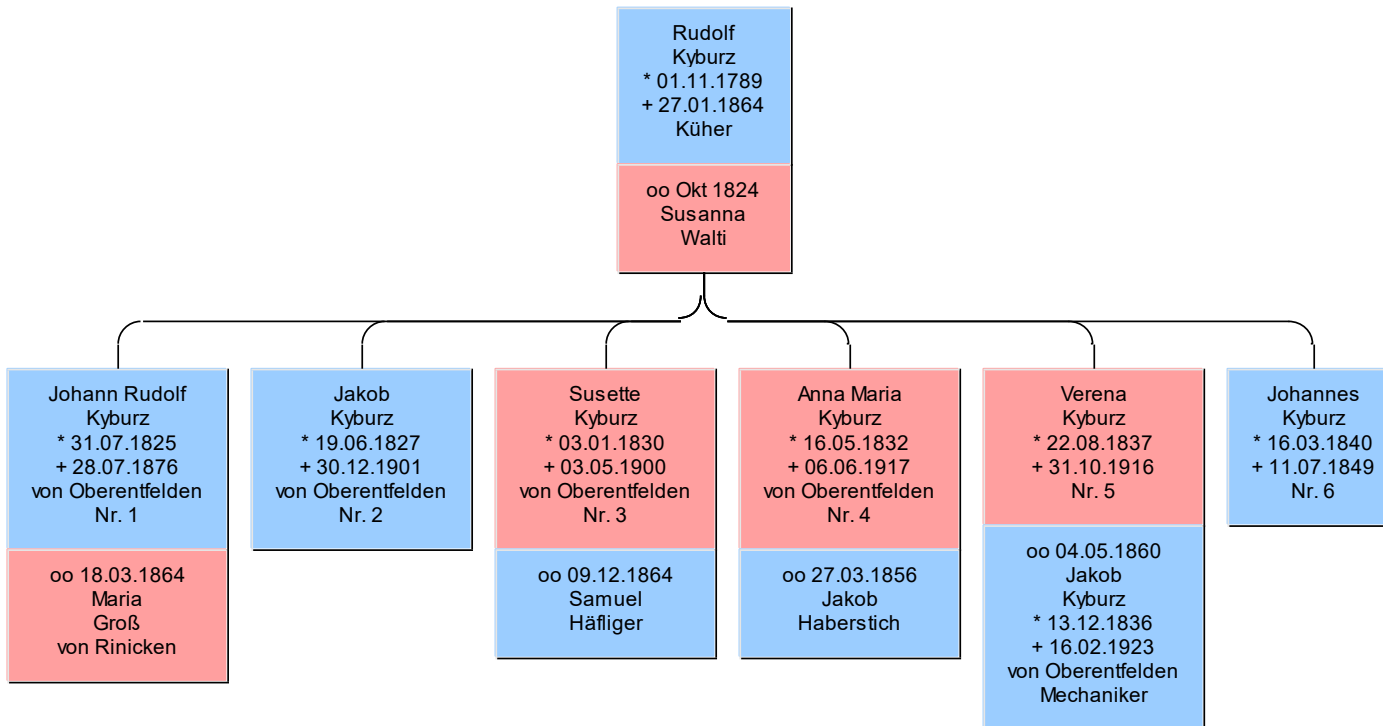 Rudolf
Kyburz
* 01.11.1789
+ 27.01.1864
Küher
oo Okt 1824
Susanna
Walti
Johann Rudolf
Kyburz
* 31.07.1825
+ 28.07.1876
von Oberentfelden
Nr. 1
oo 18.03.1864
Maria
Groß
von Rinicken
Jakob
Kyburz
* 19.06.1827
+ 30.12.1901
von Oberentfelden
Nr. 2
Susette
Kyburz
* 03.01.1830
+ 03.05.1900
von Oberentfelden
Nr. 3
oo 09.12.1864
Samuel
Häfliger
Anna Maria
Kyburz
* 16.05.1832
+ 06.06.1917
von Oberentfelden
Nr. 4
oo 27.03.1856
Jakob
Haberstich
Verena
Kyburz
* 22.08.1837
+ 31.10.1916
Nr. 5
oo 04.05.1860
Jakob
Kyburz
* 13.12.1836
+ 16.02.1923
von Oberentfelden
Mechaniker
Johannes
Kyburz
* 16.03.1840
+ 11.07.1849
Nr. 6